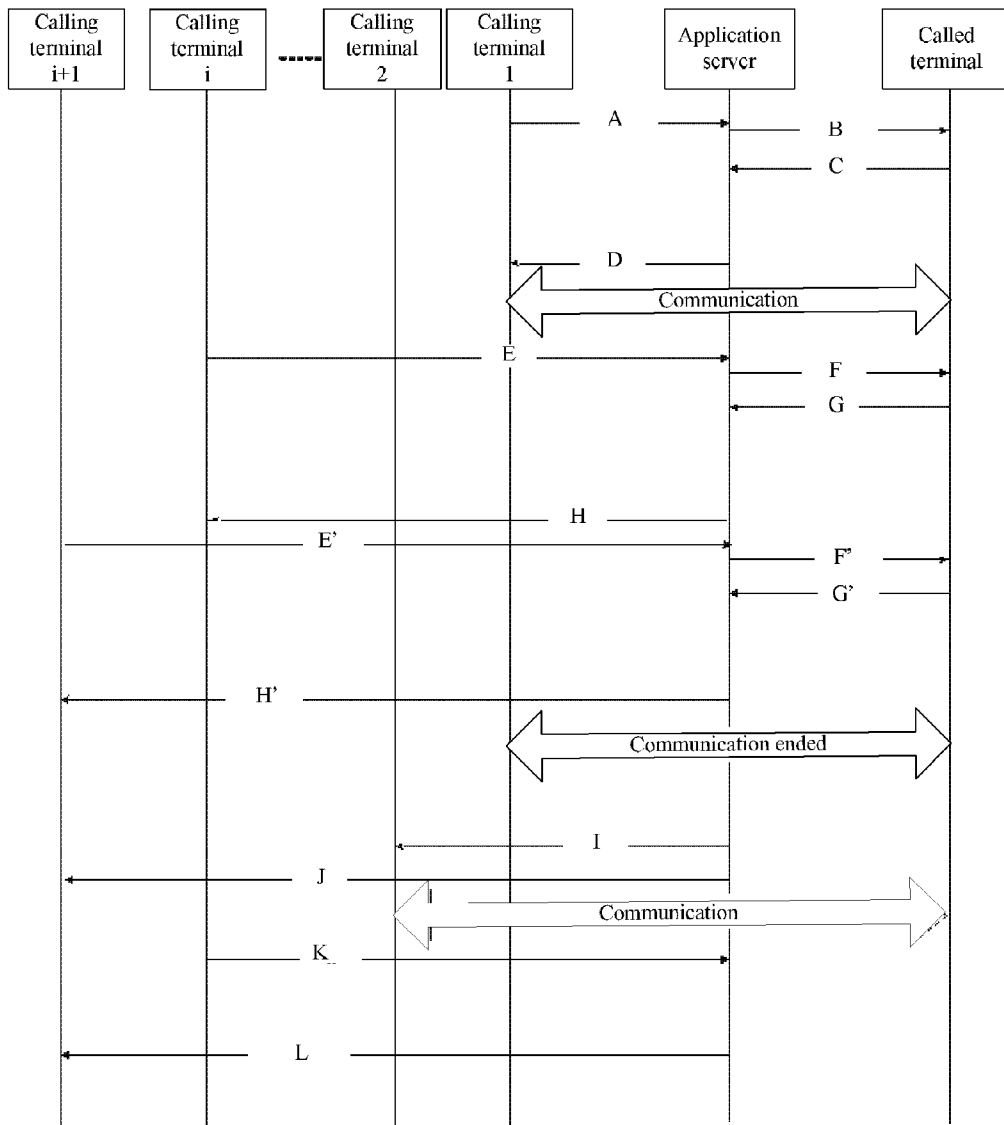 Calling
terminal
i+1
Calling
terminal
i
Calling
terminal
2
Calling
terminal
1
Application
server
Called
terminal
A
B
C
D
Communication
E
F
G
H
E’
F’
G’
H’
Communication ended
I
J
Communication
K
L